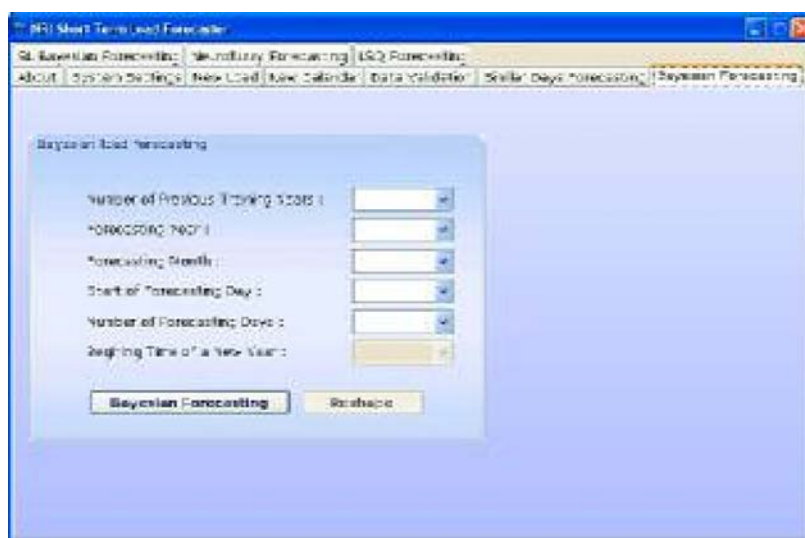 NRI Short Term Load Forecaster
BL Bayesian Forecasting Neurofuzzy Forecasting LSQ Forecasting
About System Settings New Load New Calendar Data Validation Similar Days Forecasting Bayesian Forecasting
Bayesian load forecasting
Number of Previous Training Years :
Forecasting Year :
Forecasting Month :
Start of Forecasting Day :
Number of Forecasting Days :
Begining Time of a New Year :
Bayesian Forecasting Reshape